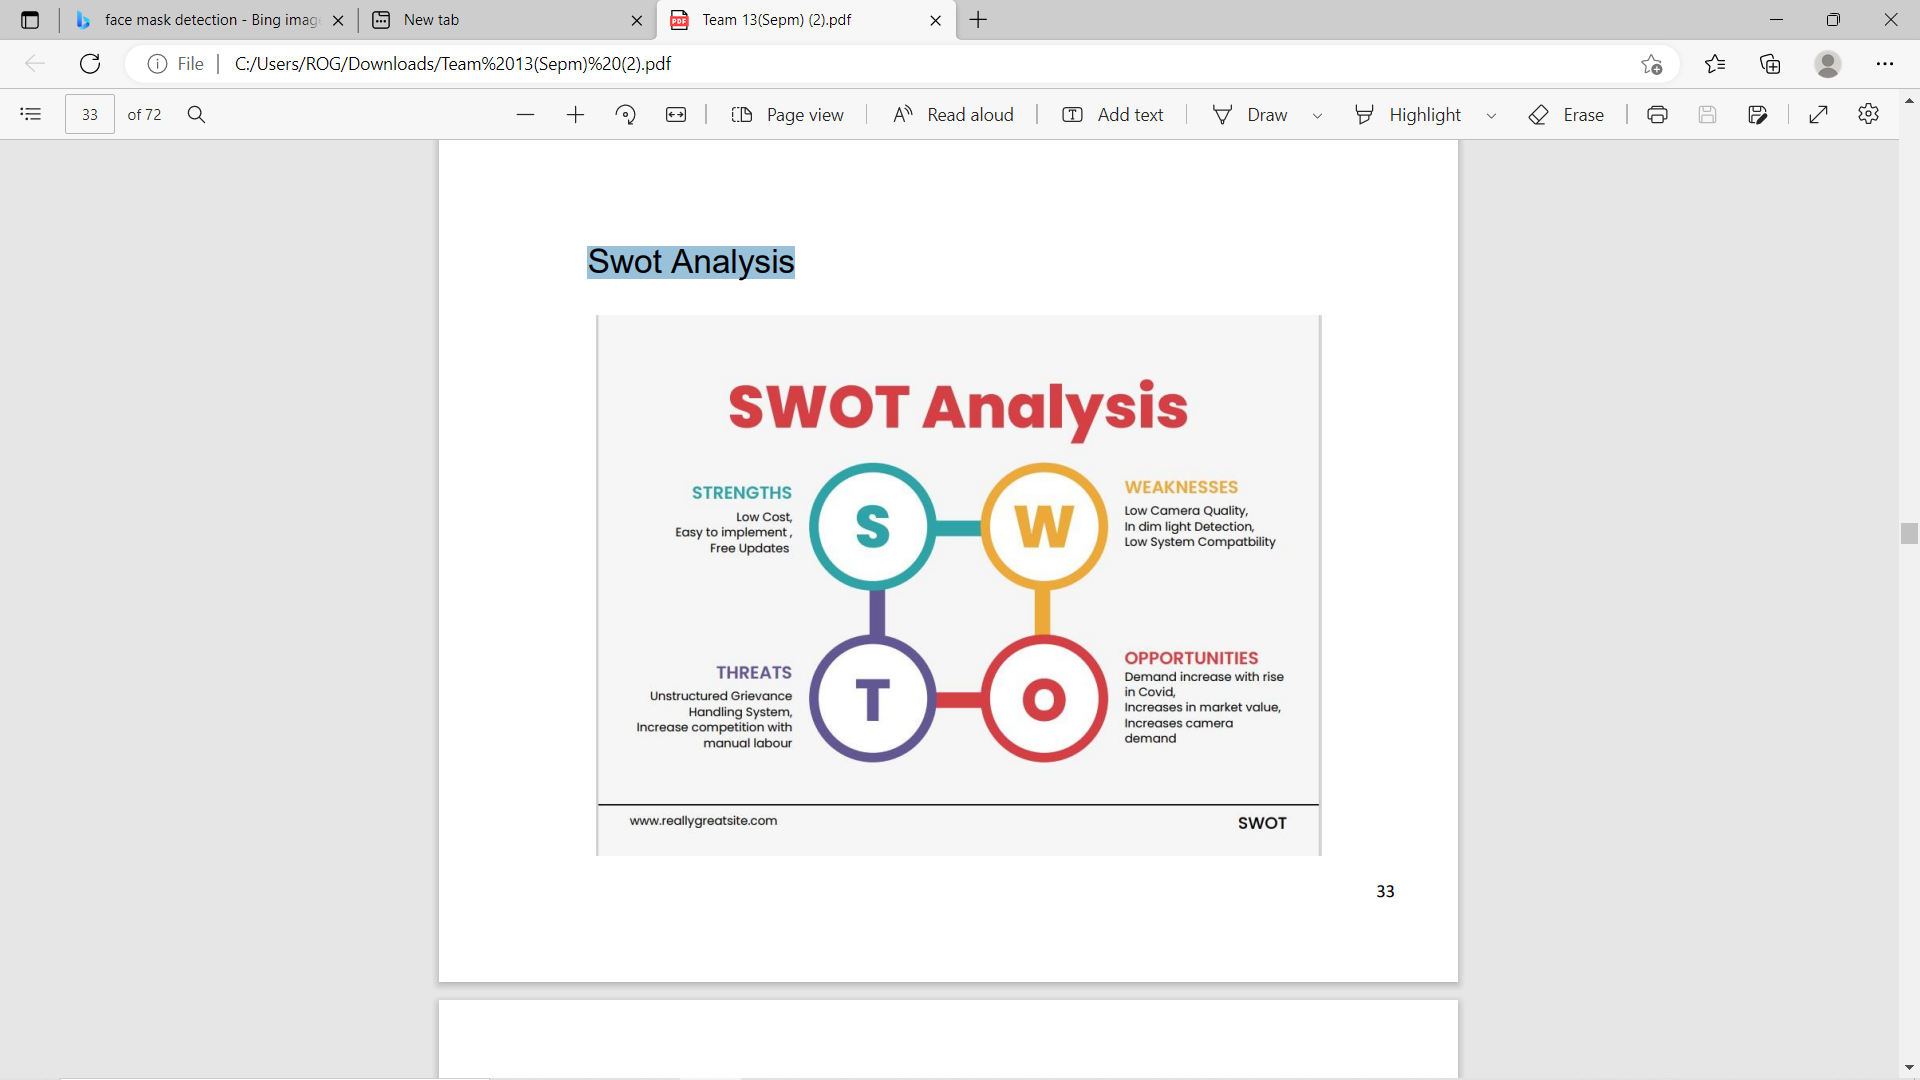 face mask detection - Bing imag
New tab
Team 13(Sepm) (2).pdf
File
C:/Users/ROG/Downloads/Team%2013(Sepm)%20(2).pdf
33 of 72
Page view
Read aloud
Add text
Draw
Highlight
Erase
Swot Analysis
SWOT Analysis
STRENGTHS
Low Cost,
Easy to implement ,
Free Updates
S
W
WEAKNESSES
Low Camera Quality,
In dim light Detection,
Low System Compatbility
THREATS
Unstructured Grievance
Handling System,
Increase competition with
manual labour
T
O
OPPORTUNITIES
Demand increase with rise
in Covid,
Increases in market value,
Increases camera
demand
www.reallygreatsite.com
SWOT
33